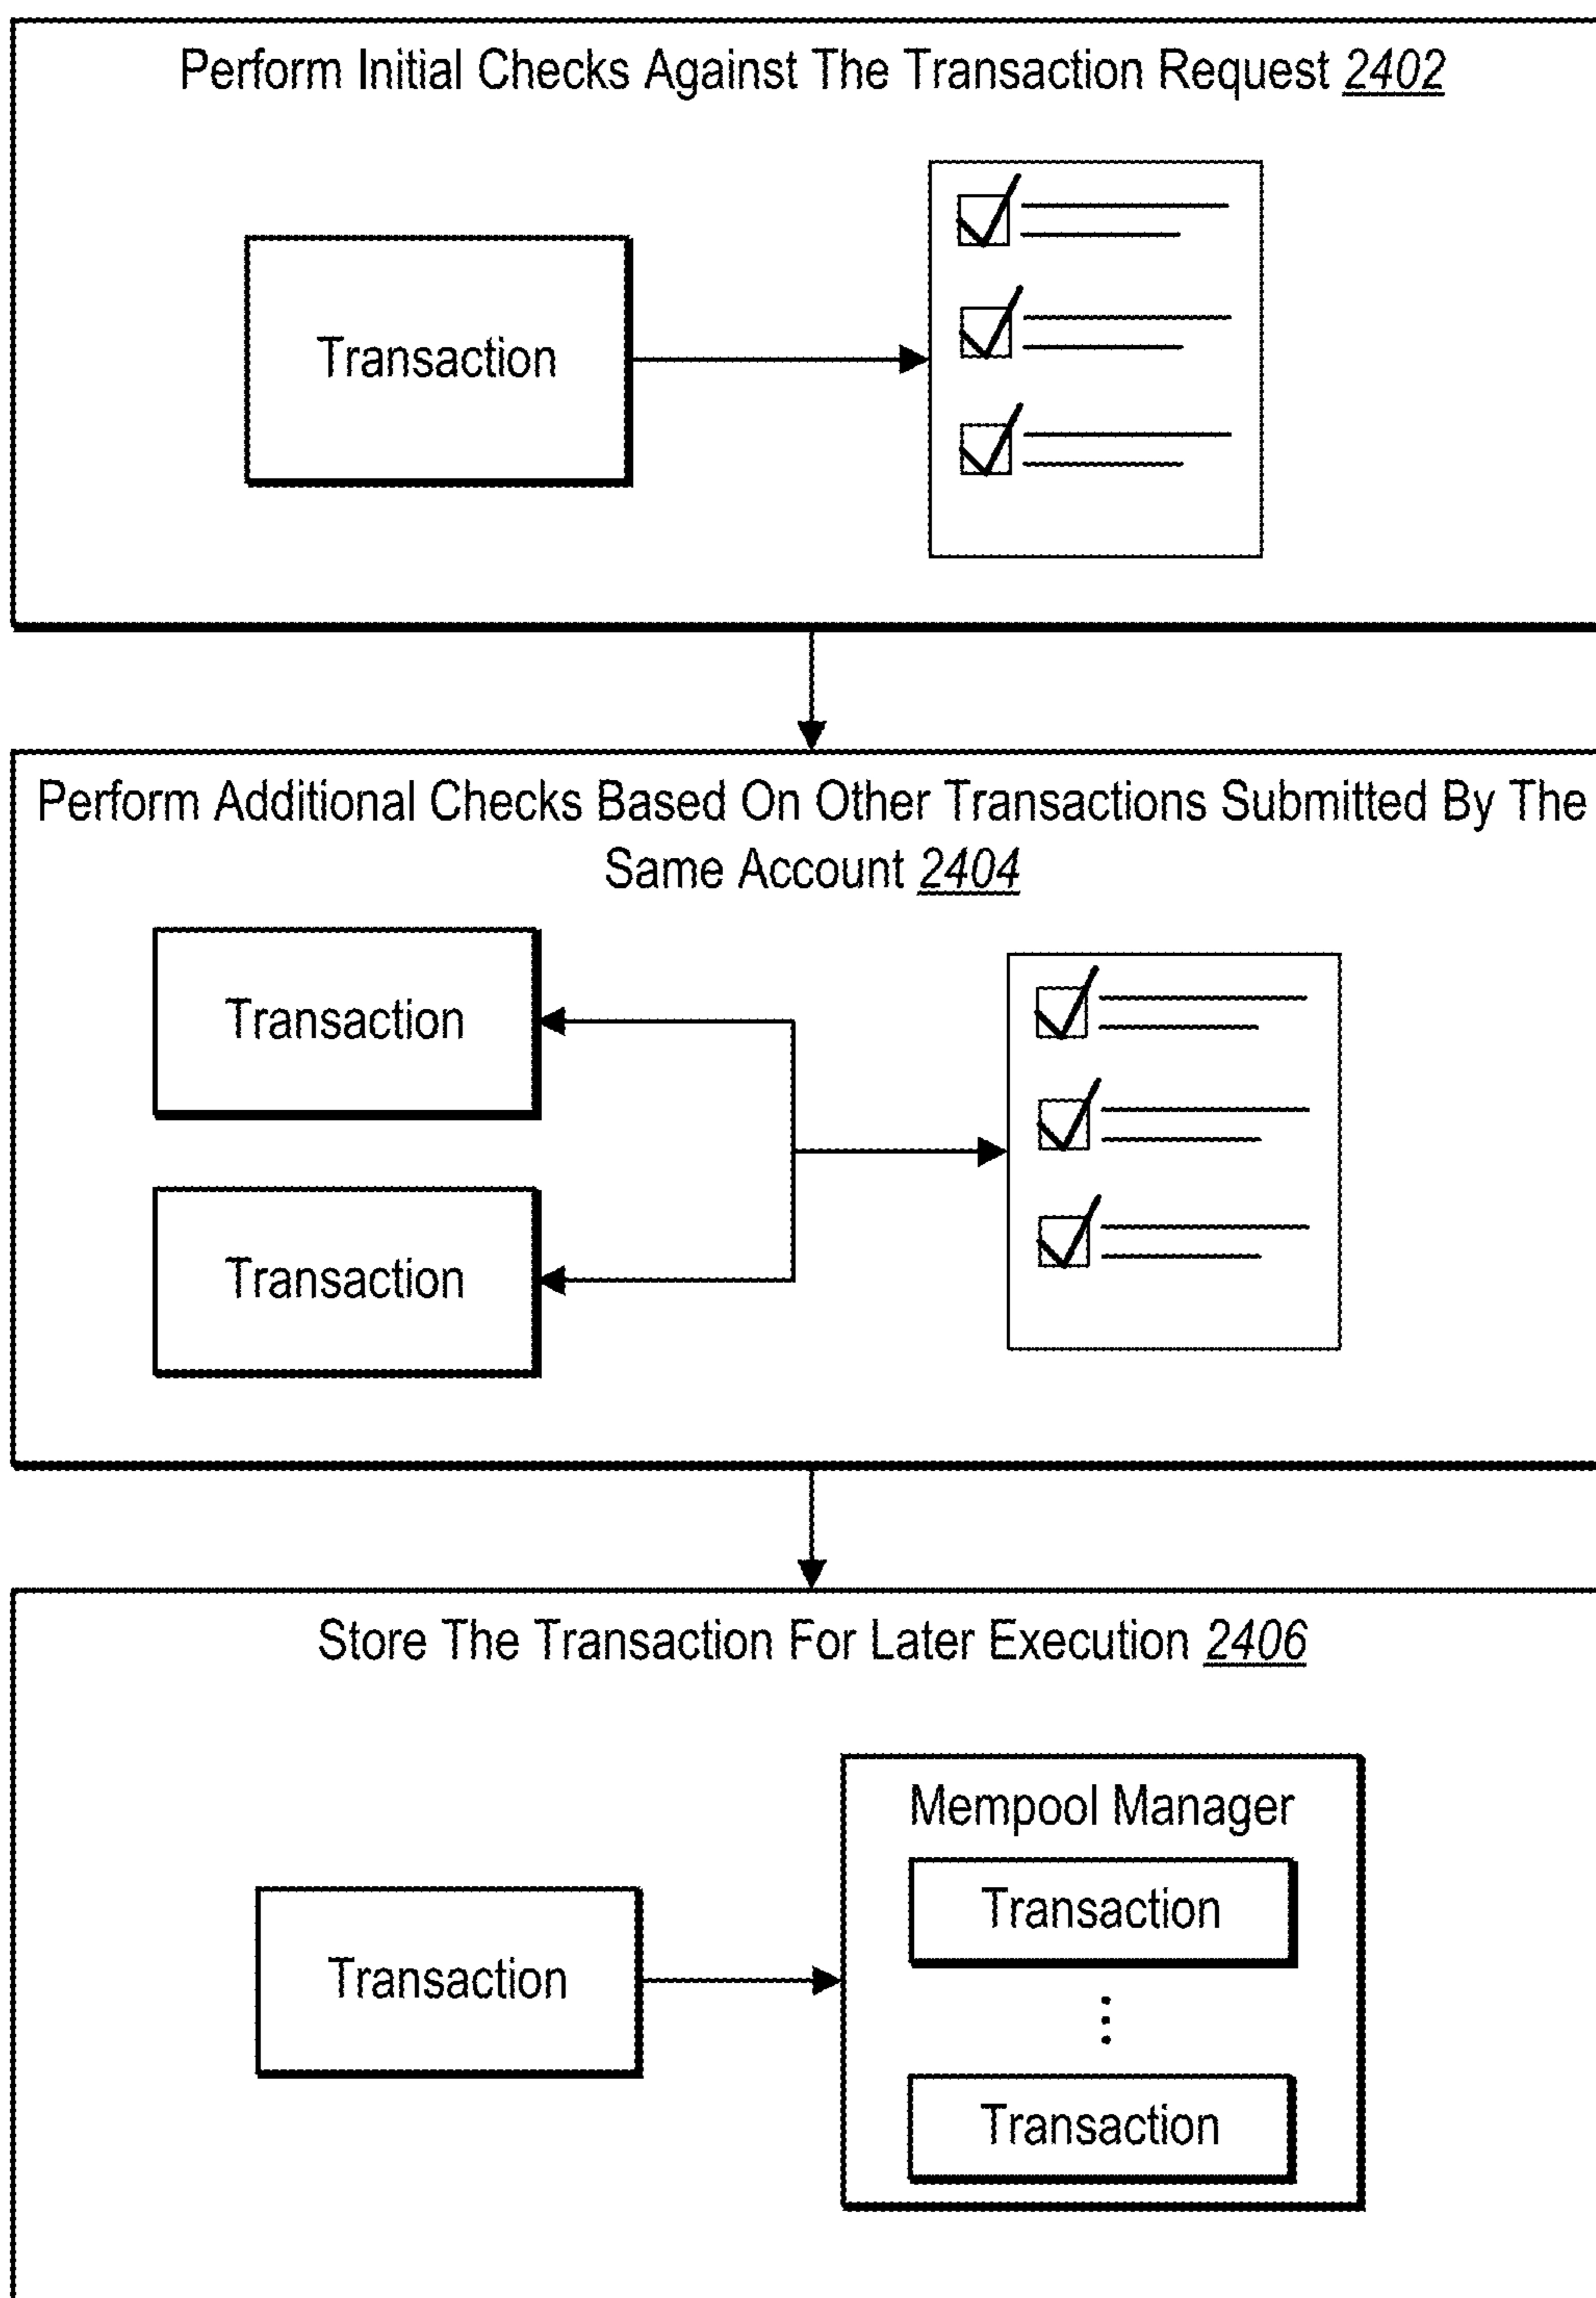 Perform Initial Checks Against The Transaction Request 2402
Transaction
Perform Additional Checks Based On Other Transactions Submitted By The
Same Account 2404
Transaction
Transaction
Store The Transaction For Later Execution 2406
Mempool Manager
Transaction
Transaction
Transaction